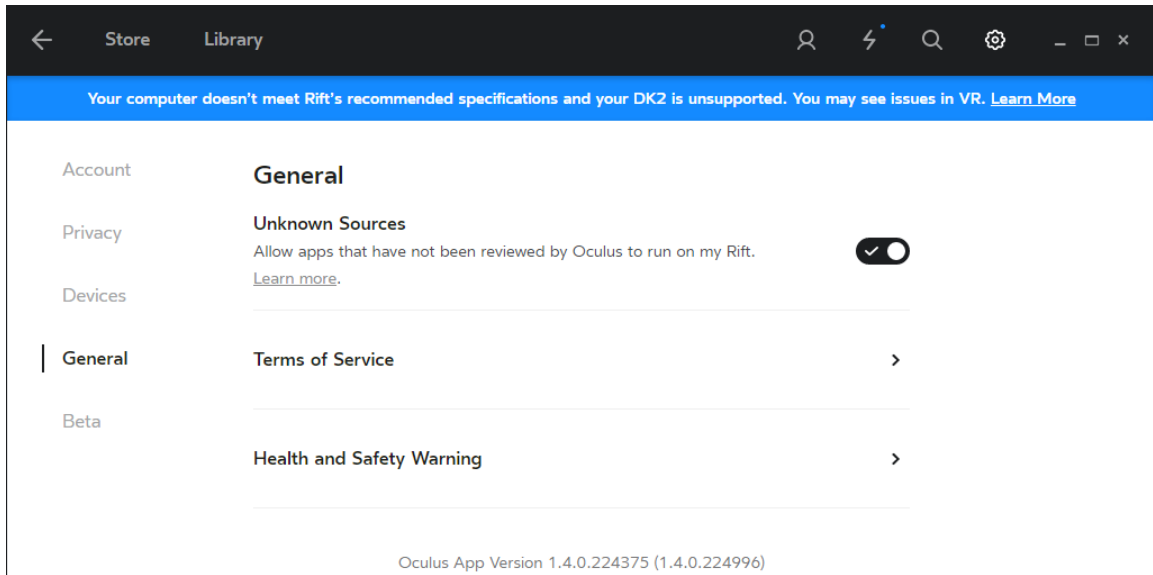 Store Library
Your computer doesn't meet Rift's recommended specifications and your DK2 is unsupported. You may see issues in VR. Learn More
Account
Privacy
Devices
General
Beta
General
Unknown Sources
Allow apps that have not been reviewed by Oculus to run on my Rift.
Learn more.
Terms of Service
Health and Safety Warning
Oculus App Version 1.4.0.224375 (1.4.0.224996)